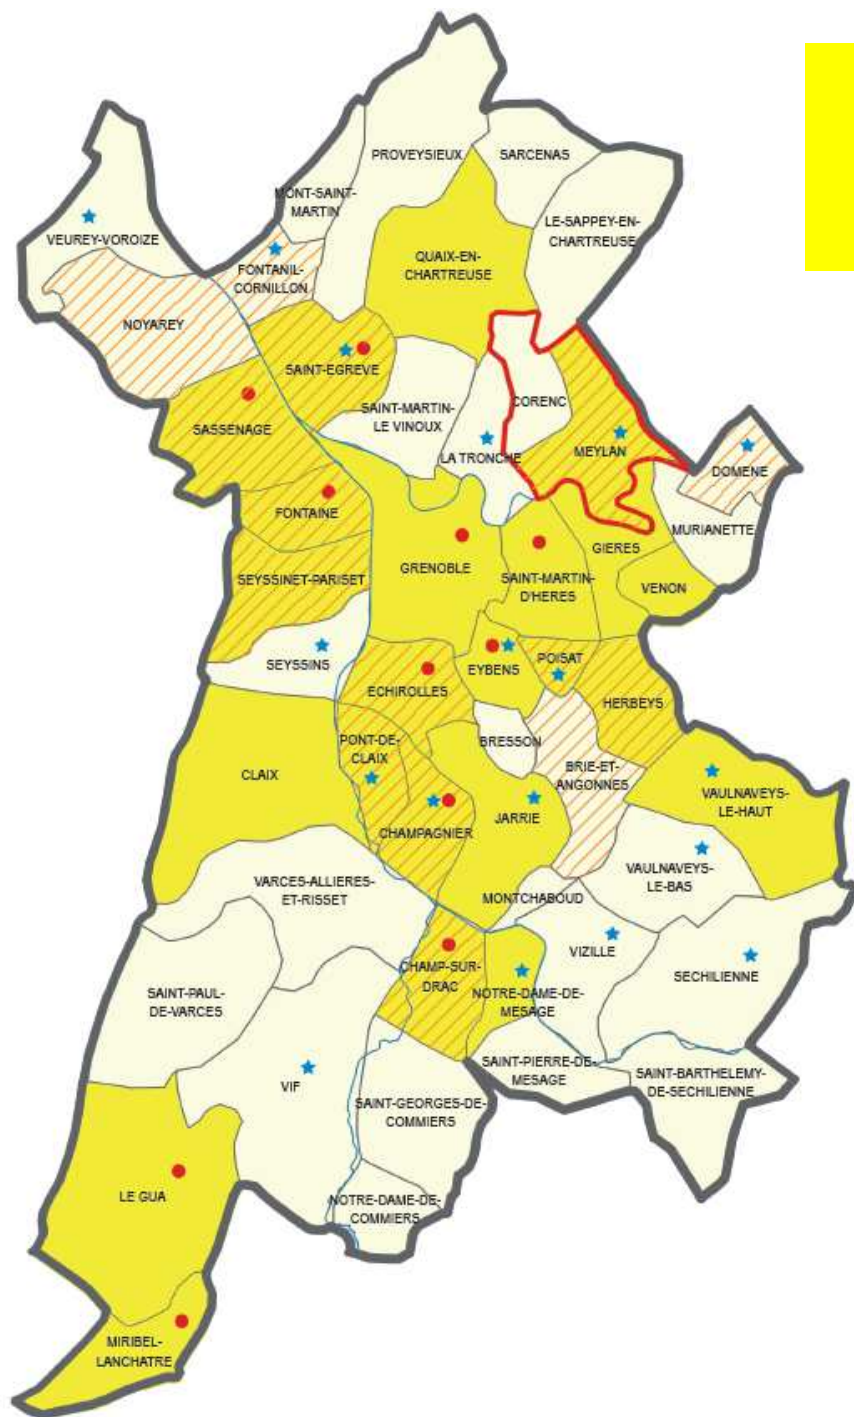 PROVEYSIEUX
SARCENAS
MONT-SAINT-
MARTIN
LE-SAPPEY-EN-
CHARTREUSE
VEUREY-VOROIZE
QUAIX-EN-
CHARTREUSE
FONTANIL-
CORNILLON
NOYAREY
SAINT-EGREVE
CORENC
SAINT-MARTIN-
LE VINOUX
SASSENAGE
MEYLAN
LA TRONCHE
DOMENE
FONTAINE
MURIANETTE
GIERES
GRENOBLE
SEYSSINET-PARISET
SAINT-MARTIN-
D'HERES
VENON
SEYSSINS
EYBENS
POISAT
ECHIROLLES
HERBEYS
PONT-DE-
CLAIX
BRESSON
CLAIX
BRIE-ET-
ANGONNES
VAULNAVEYS-
LE-HAUT
CHAMPAGNIER
JARRIE
VAULNAVEYS-
LE-BAS
VARCES-ALLIERES-
ET-RISSET
MONTCHABOUD
VIZILLE
CHAMP-SUR-
DRAC
SECHILIENNE
SAINT-PAUL-
DE-VARCES
NOTRE-DAME-DE-
MESAGE
SAINT-PIERRE-DE-
MESAGE
SAINT-BARTHELEMY-
DE-SECHILIENNE
VIF
SAINT-GEORGES-DE-
COMMIERS
LE GUA
NOTRE-DAME-DE-
COMMIERS
MIRIBEL-
LANCHATRE